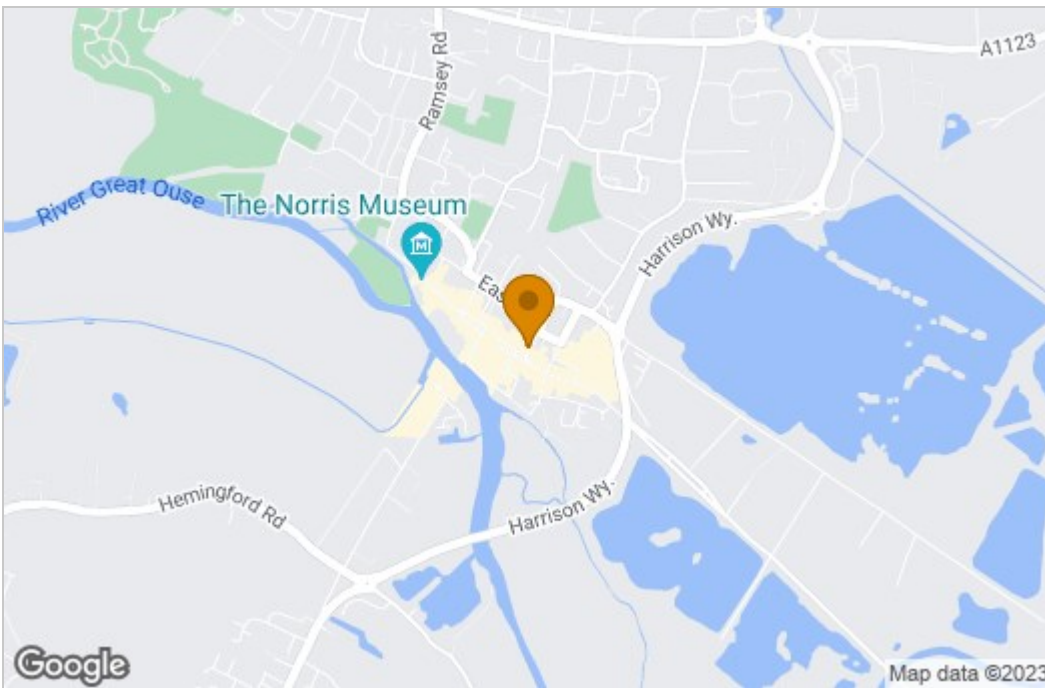 A1123
Ramsey Rd
River Great Ouse
The Norris Museum
M
Harrison Wy.
Eas
Hemingford Rd
Harrison Wy.
Google
Map data ©2023